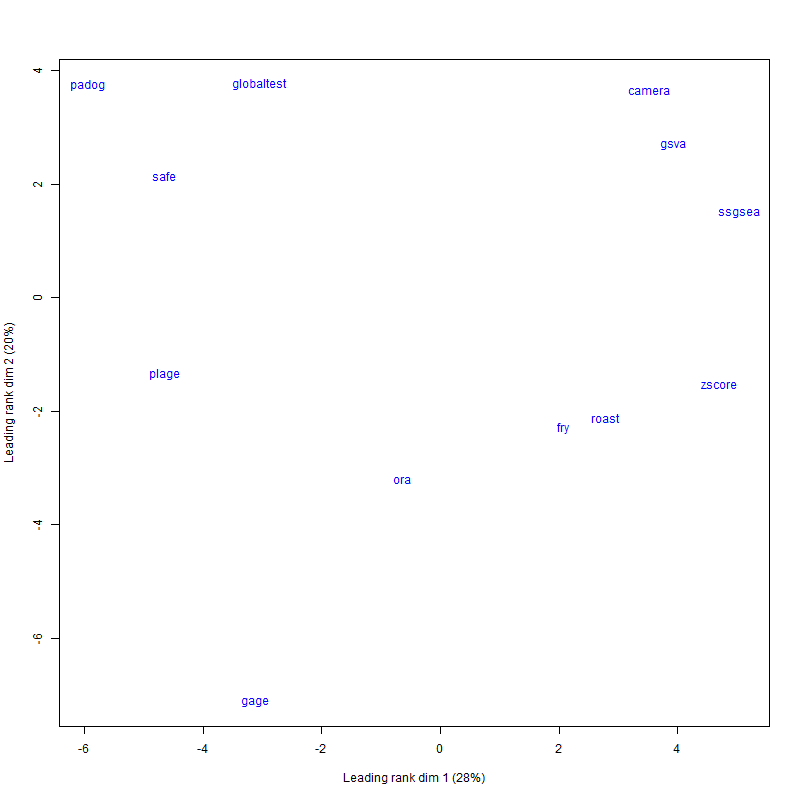 4
padog
globaltest
camera
gsva
2
safe
ssgsea
0
Leading rank dim 2 (20%)
plage
zscore
-2
roast
fry
ora
-4
-6
gage
-6 -4 -2 0 2 4
Leading rank dim 1 (28%)